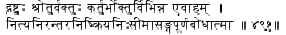 द्रष्टुः श्रोतुर्वक्तुः कर्तुर्भोक्तुर्विभिन्न एवाहम् ।
नित्यनिरन्तरनिष्क्रियनिःसीमासङ्गपूर्णबोधात्मा ॥ ४९१॥